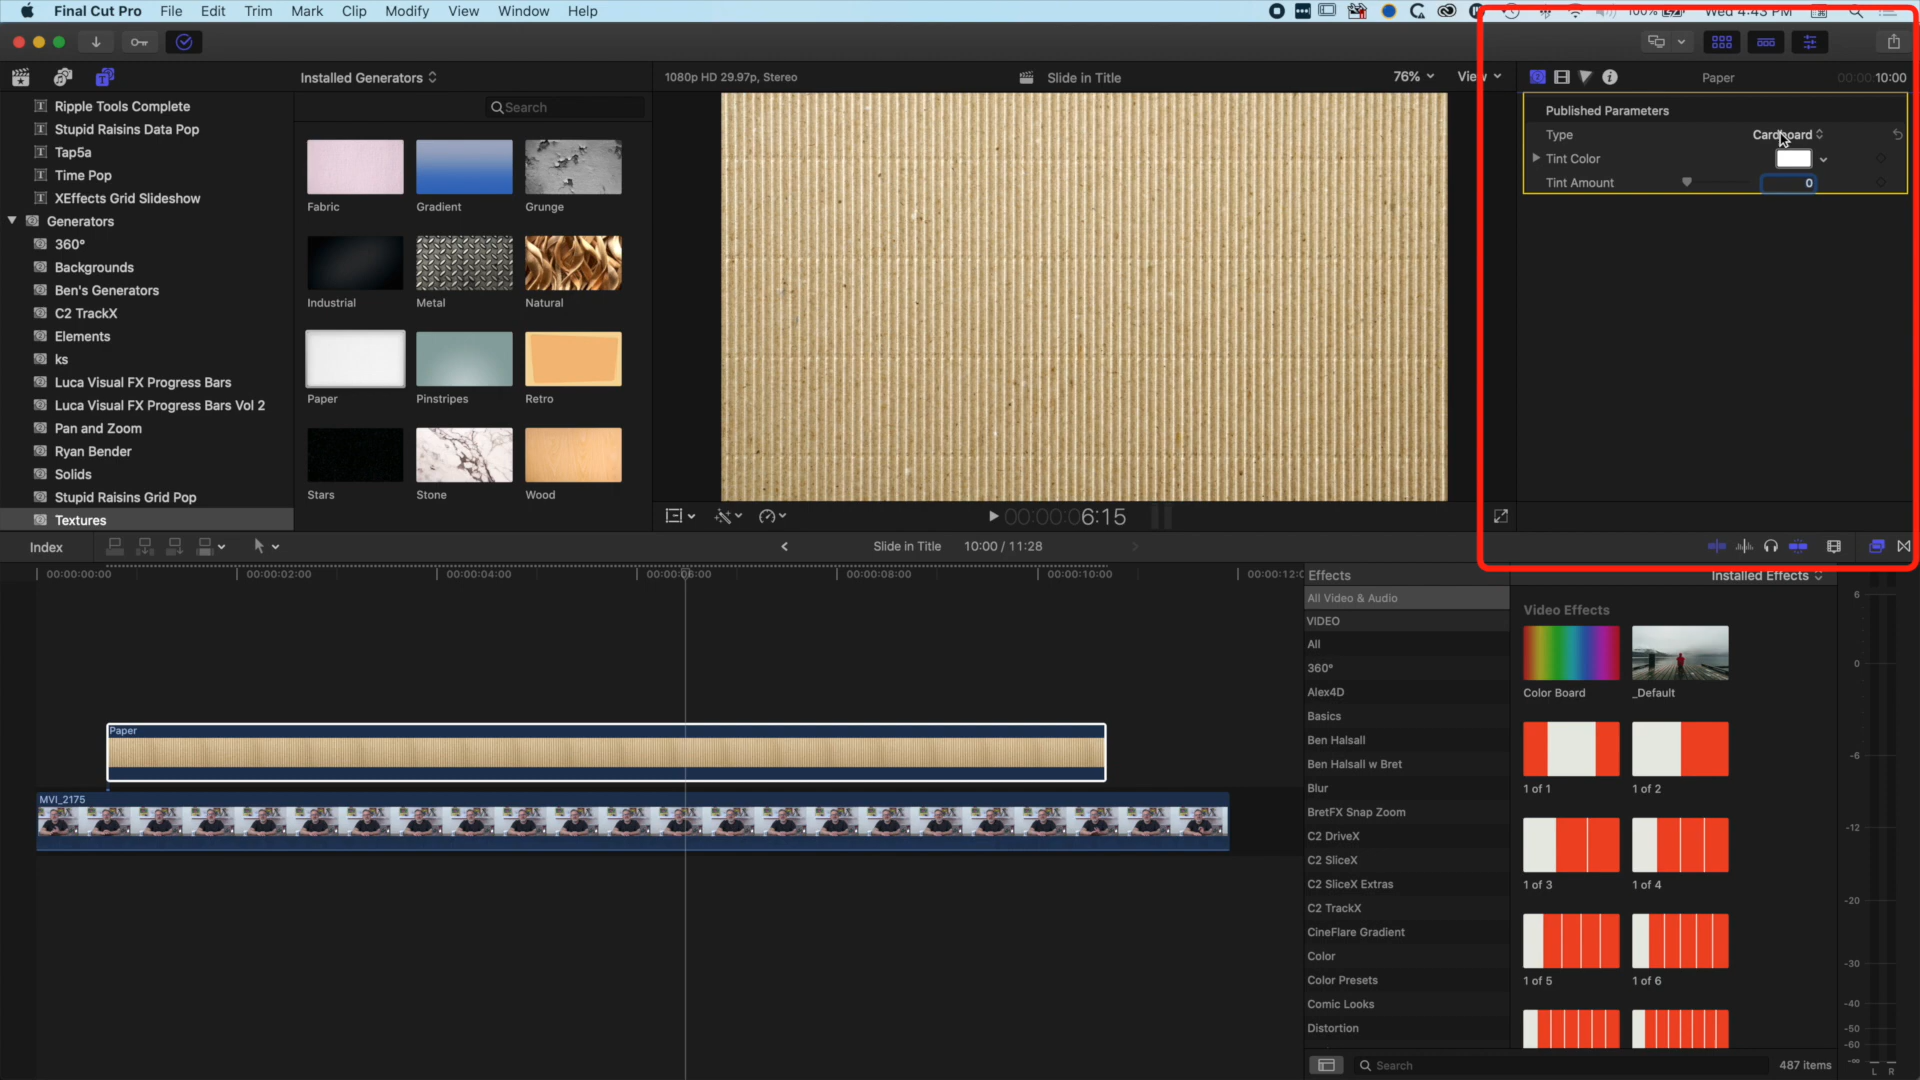 Final Cut Pro File Edit Trim Mark Clip Modify View Window Help 100% Wed 4:43 PM
Installed Generators
1080p HD 29.97p, Stereo Slide in Title 76% View
Paper 00:00:10:00
Ripple Tools Complete
Stupid Raisins Data Pop
Tap5a
Time Pop
XEffects Grid Slideshow
Generators
360°
Backgrounds
Ben's Generators
C2 TrackX
Elements
ks
Luca Visual FX Progress Bars
Luca Visual FX Progress Bars Vol 2
Pan and Zoom
Ryan Bender
Solids
Stupid Raisins Grid Pop
Textures
Search
Fabric Gradient Grunge
Industrial Metal Natural
Paper Pinstripes Retro
Stars Stone Wood
Published Parameters
Type Cardboard
Tint Color
Tint Amount 0
00:00:06:15
Index Slide in Title 10:00 / 11:28
00:00:00:00 00:00:02:00 00:00:04:00 00:00:06:00 00:00:08:00 00:00:10:00 00:00:12:0
Paper
MVI_2175
Effects Installed Effects
All Video & Audio
VIDEO
All
360°
Alex4D
Basics
Ben Halsall
Ben Halsall w Bret
Blur
BretFX Snap Zoom
C2 DriveX
C2 SliceX
C2 SliceX Extras
C2 TrackX
CineFlare Gradient
Color
Color Presets
Comic Looks
Distortion
Video Effects
Color Board _Default
1 of 1 1 of 2
1 of 3 1 of 4
1 of 5 1 of 6
Search 487 items
6
0
-6
-12
-20
-30
-40
-50
-60
-∞
L R